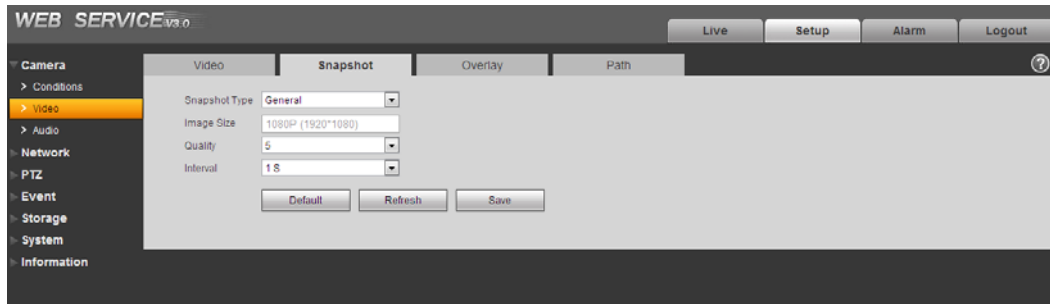 WEB SERVICE V3.0
Live Setup Alarm Logout
Camera
> Conditions
> Video
> Audio
Network
PTZ
Event
Storage
System
Information
Video Snapshot Overlay Path
?
Snapshot Type General
Image Size 1080P (1920*1080)
Quality 5
Interval 1 S
Default Refresh Save